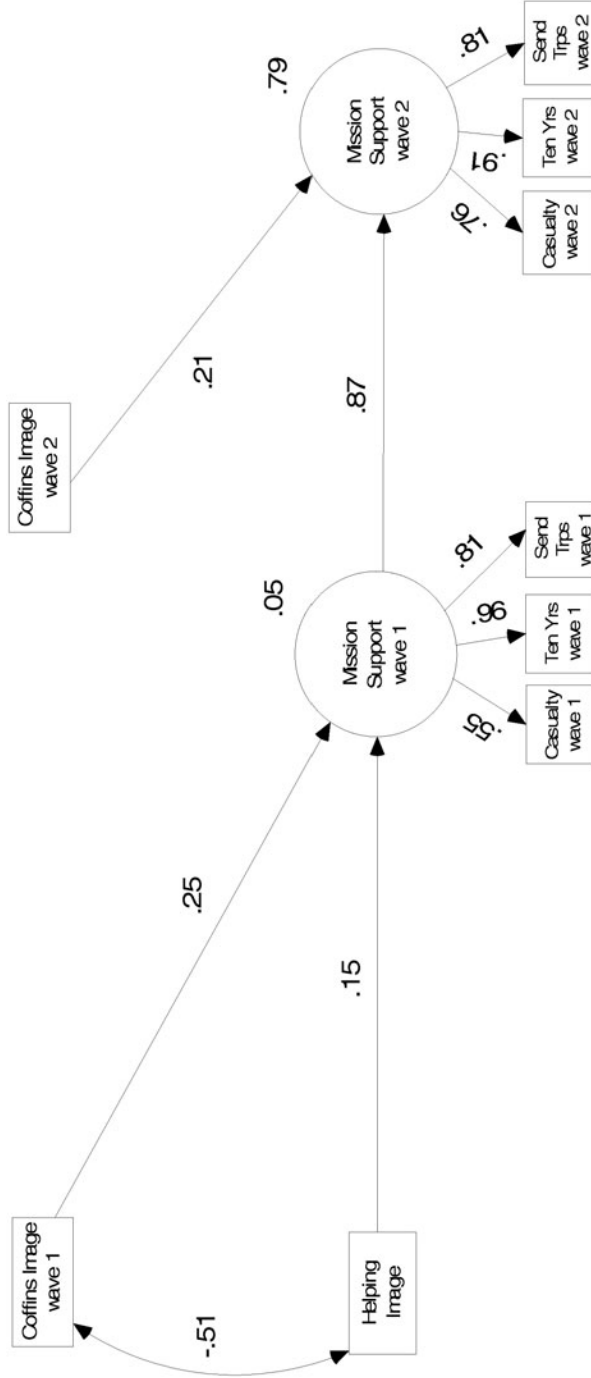 Coffins Image
wave 1
-.51
Helping
Image
.25
.15
Coffins Image
wave 2
.21
.05
Mission
Support
wave 1
.87
.79
Mission
Support
wave 2
.55
.96
.81
Casualty
wave 1
Ten Yrs
wave 1
Send
Trps
wave 1
.76
.91
.81
Casualty
wave 2
Ten Yrs
wave 2
Send
Trps
wave 2